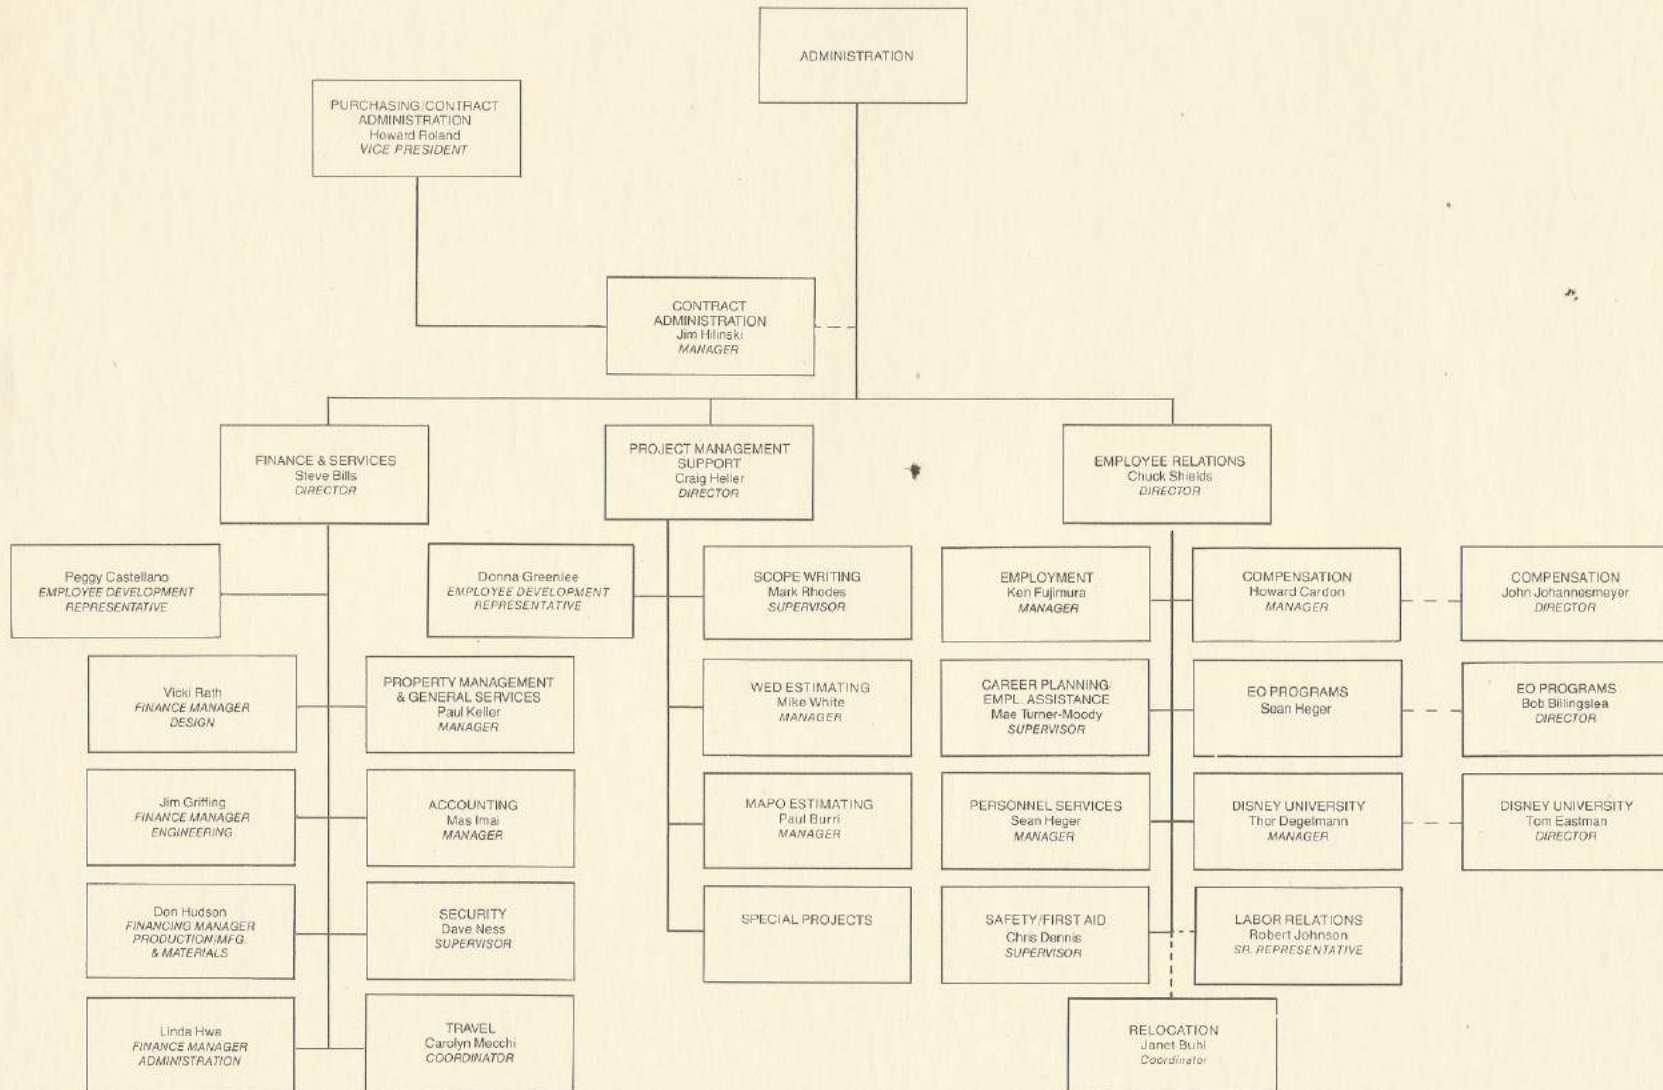 ADMINISTRATION
PURCHASING/CONTRACT
ADMINISTRATION
Howard Roland
VICE PRESIDENT
CONTRACT
ADMINISTRATION
Jim Hilinski
MANAGER
FINANCE & SERVICES
Steve Bills
DIRECTOR
PROJECT MANAGEMENT
SUPPORT
Craig Heller
DIRECTOR
EMPLOYEE RELATIONS
Chuck Shields
DIRECTOR
Peggy Castellano
EMPLOYEE DEVELOPMENT
REPRESENTATIVE
Vicki Rath
FINANCE MANAGER
DESIGN
PROPERTY MANAGEMENT
& GENERAL SERVICES
Paul Keller
MANAGER
Jim Griffing
FINANCE MANAGER
ENGINEERING
ACCOUNTING
Mas Imai
MANAGER
Don Hudson
FINANCING MANAGER
PRODUCTION/MFG.
& MATERIALS
SECURITY
Dave Ness
SUPERVISOR
Linda Hwa
FINANCE MANAGER
ADMINISTRATION
TRAVEL
Carolyn Mecchi
COORDINATOR
Donna Greenlee
EMPLOYEE DEVELOPMENT
REPRESENTATIVE
SCOPE WRITING
Mark Rhodes
SUPERVISOR
WED ESTIMATING
Mike White
MANAGER
MAPO ESTIMATING
Paul Burri
MANAGER
SPECIAL PROJECTS
EMPLOYMENT
Ken Fujimura
MANAGER
COMPENSATION
Howard Cardon
MANAGER
COMPENSATION
John Johannesmeyer
DIRECTOR
CAREER PLANNING/
EMPL. ASSISTANCE
Mae Turner-Moody
SUPERVISOR
EO PROGRAMS
Sean Heger
EO PROGRAMS
Bob Billingslea
DIRECTOR
PERSONNEL SERVICES
Sean Heger
MANAGER
DISNEY UNIVERSITY
Thor Degelmann
MANAGER
DISNEY UNIVERSITY
Tom Eastman
DIRECTOR
SAFETY/FIRST AID
Chris Dennis
SUPERVISOR
LABOR RELATIONS
Robert Johnson
SR. REPRESENTATIVE
RELOCATION
Janet Buhl
Coordinator